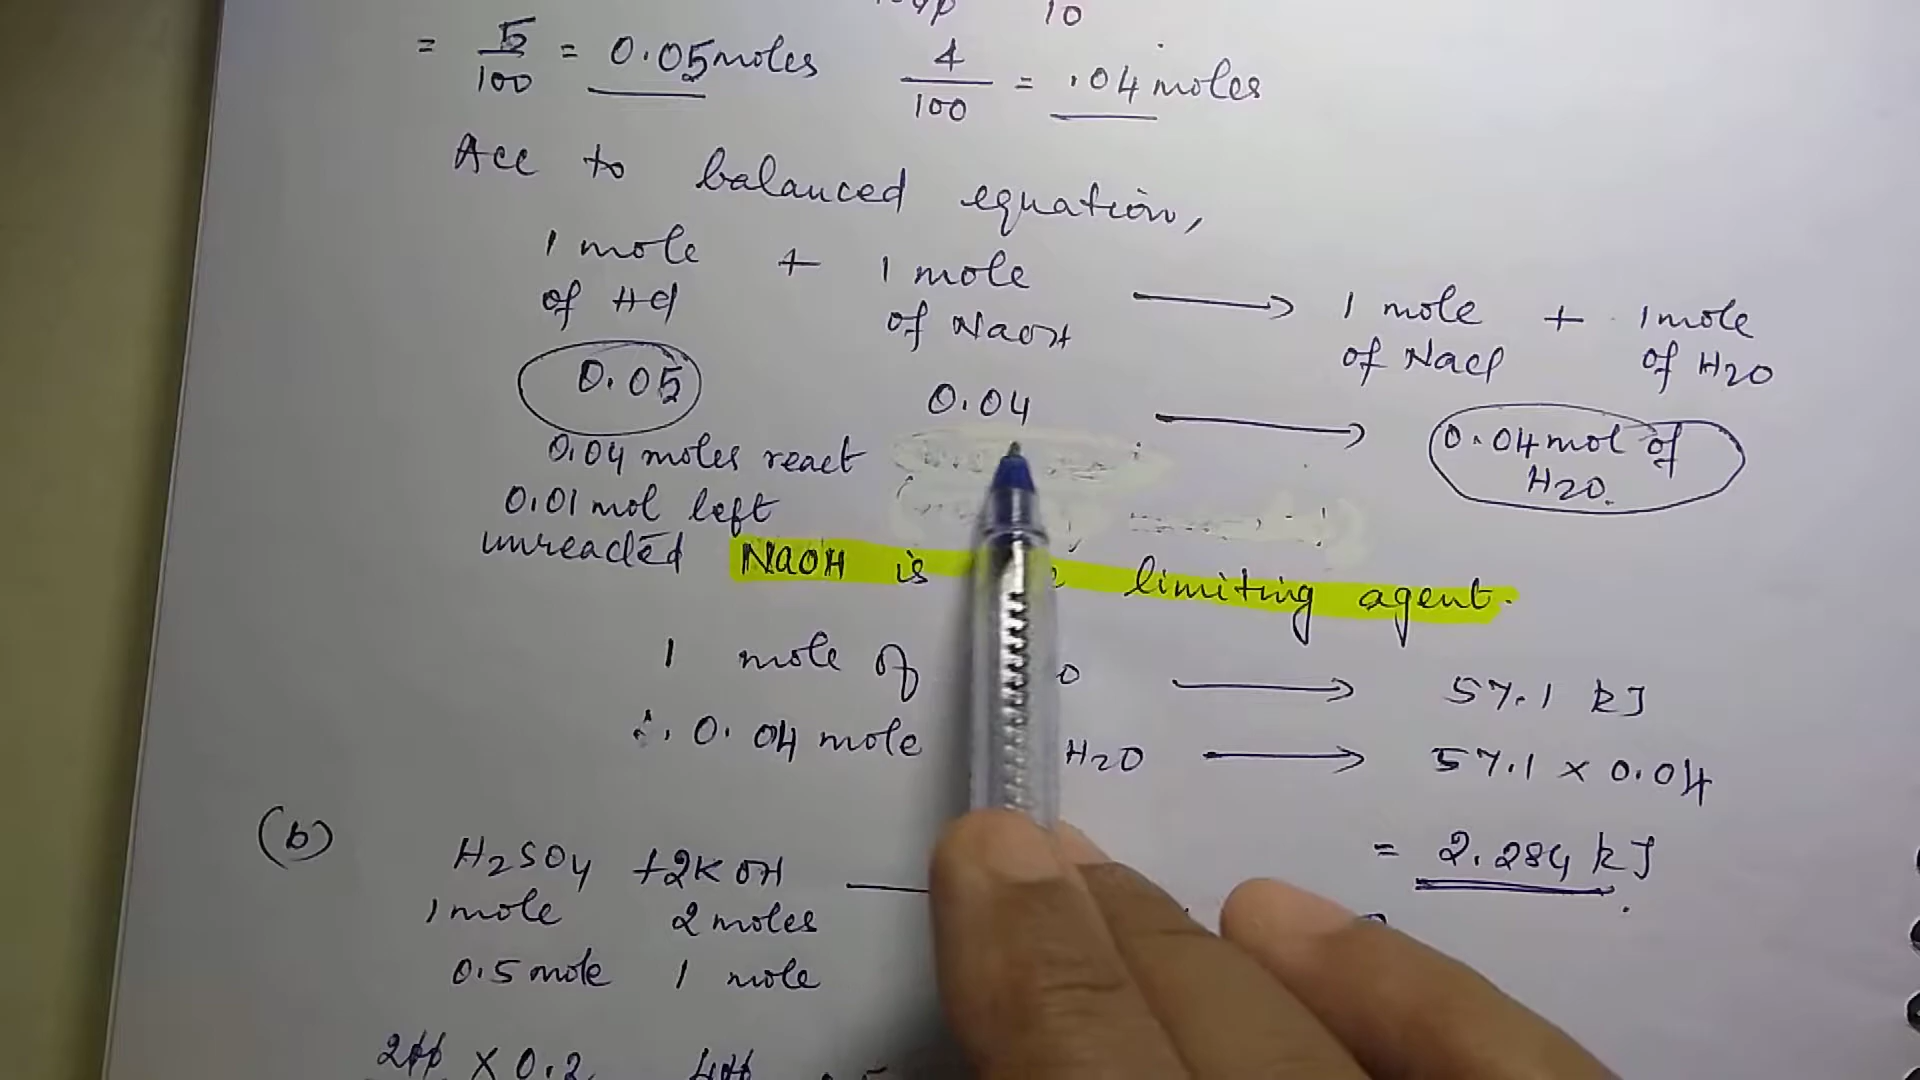 10
= 5/100 = 0.05 moles 4/100 = .04 moles
Acc to balanced equation,
1 mole + 1 mole → 1 mole + 1 mole
of HCl of NaOH of NaCl of H2O
0.05 0.04 → 0.04 mol of
H2O.
0.04 moles react
0.01 mol left
unreacted NaOH is limiting agent.
1 mole of → 57.1 kJ
∴ 0.04 mole H2O → 57.1 × 0.04
= 2.284 kJ.
(b) H2SO4 + 2KOH
1 mole 2 moles
0.5 mole 1 mole
× 0.2